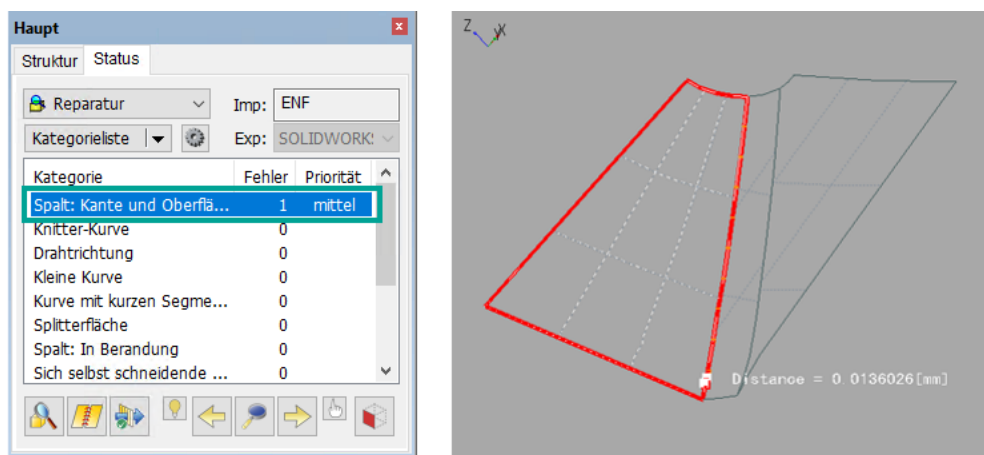 Haupt
Struktur Status
Reparatur Imp: ENF
Kategorieliste Exp: SOLIDWORK
Kategorie Fehler Priorität
Spalt: Kante und Oberflä... 1 mittel
Knitter-Kurve 0
Drahtrichtung 0
Kleine Kurve 0
Kurve mit kurzen Segme... 0
Splitterfläche 0
Spalt: In Berandung 0
Sich selbst schneidende ... 0
Z X
Distance = 0.0136026[mm]